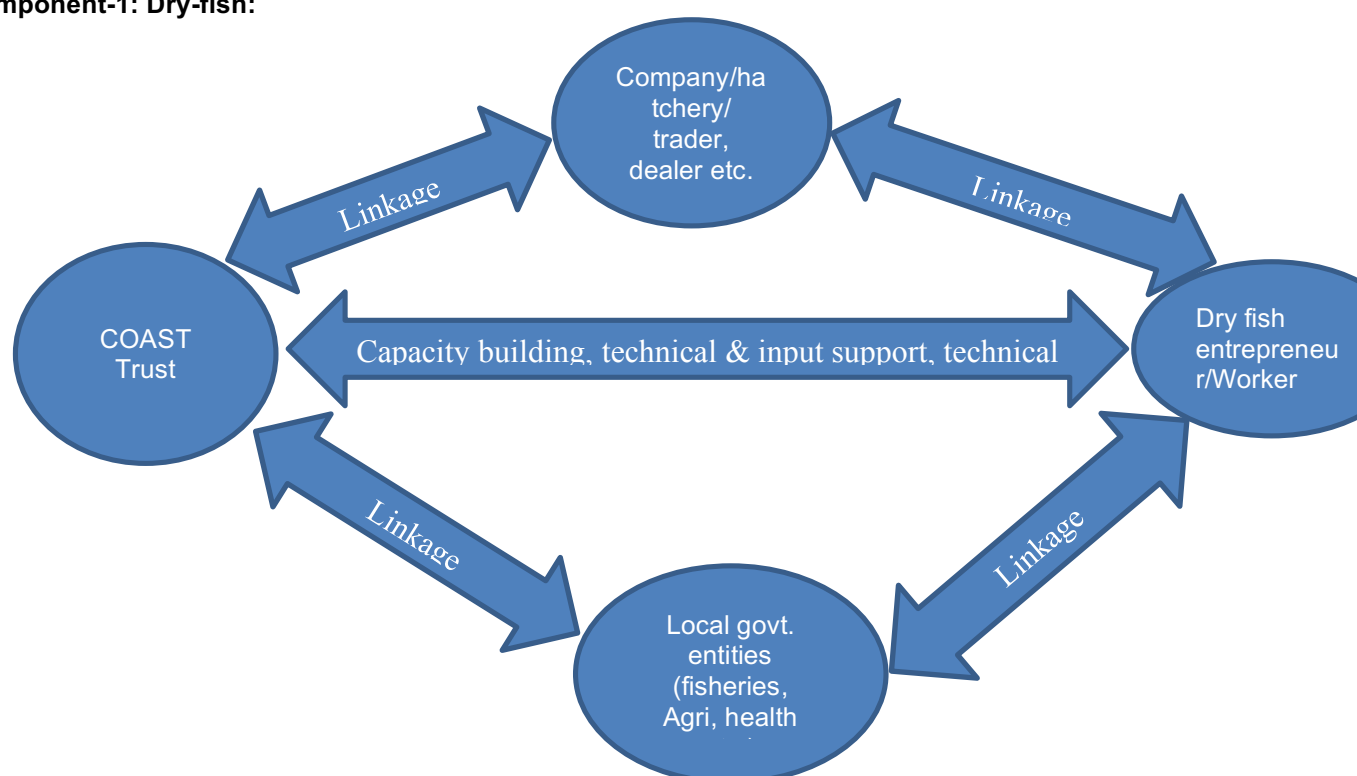 mponent-1: Dry-fish:
Company/ha
tchery/
trader,
dealer etc.
Linkage
Linkage
COAST
Trust
Capacity building, technical & input support, technical
Dry fish
entrepreneu
r/Worker
Linkage
Linkage
Local govt.
entities
(fisheries,
Agri, health